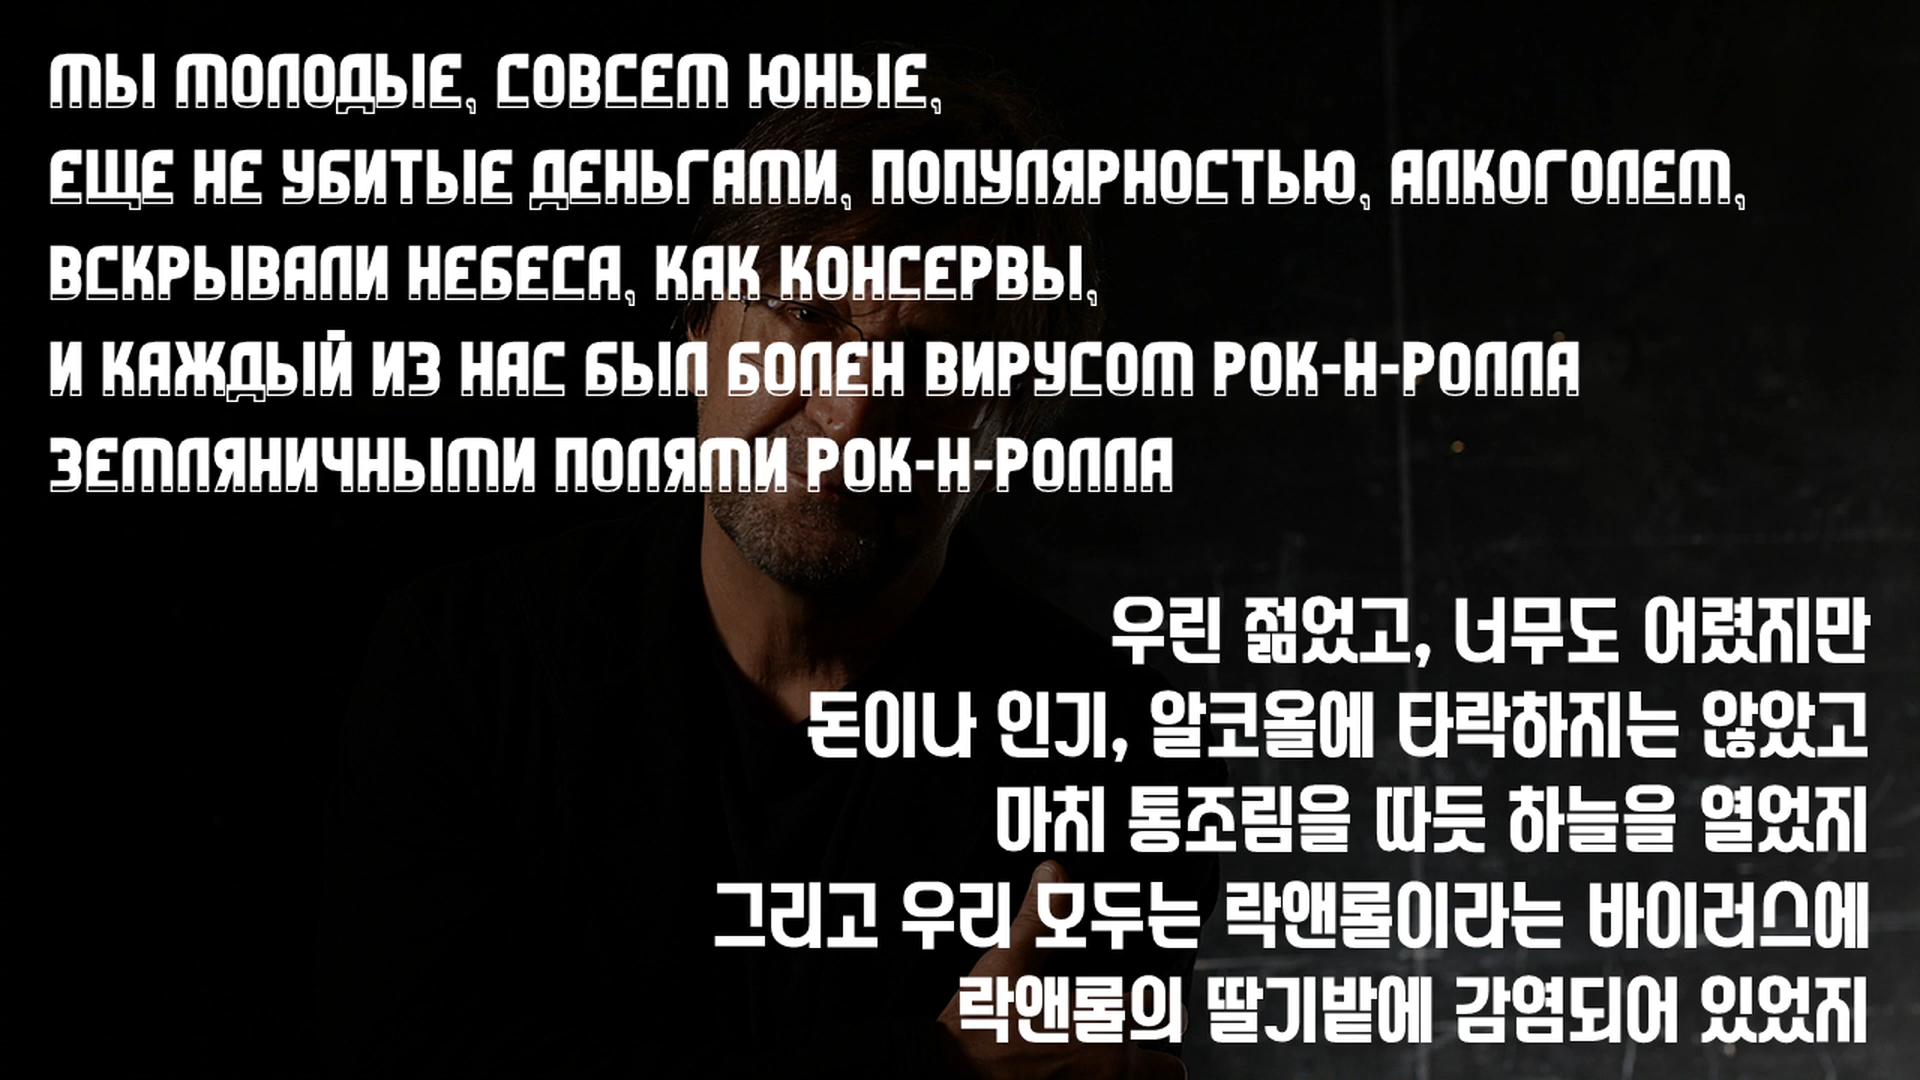 МЫ МОЛОДЫЕ, СОВСЕМ ЮНЫЕ,
ЕЩЕ НЕ УБИТЫЕ ДЕНЬГАМИ, ПОПУЛЯРНОСТЬЮ, АЛКОГОЛЕМ,
ВСКРЫВАЛИ НЕБЕСА, КАК КОНСЕРВЫ,
И КАЖДЫЙ ИЗ НАС БЫЛ БОЛЕН ВИРУСОМ РОК-Н-РОЛЛА
ЗЕМЛЯНИЧНЫМИ ПОЛЯМИ РОК-Н-РОЛЛА
우린 젊었고, 너무도 어렸지만
돈이나 인기, 알코올에 타락하지는 않았고
마치 통조림을 따듯 하늘을 열었지
그리고 우리 모두는 락앤롤이라는 바이러스에
락앤롤의 딸기밭에 감염되어 있었지